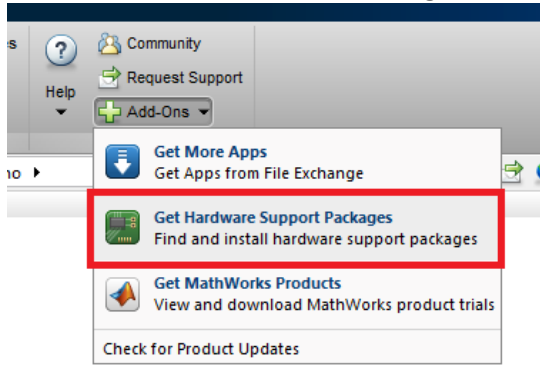 s
?
Help
Community
Request Support
Add-Ons
no
Get More Apps
Get Apps from File Exchange
Get Hardware Support Packages
Find and install hardware support packages
Get MathWorks Products
View and download MathWorks product trials
Check for Product Updates